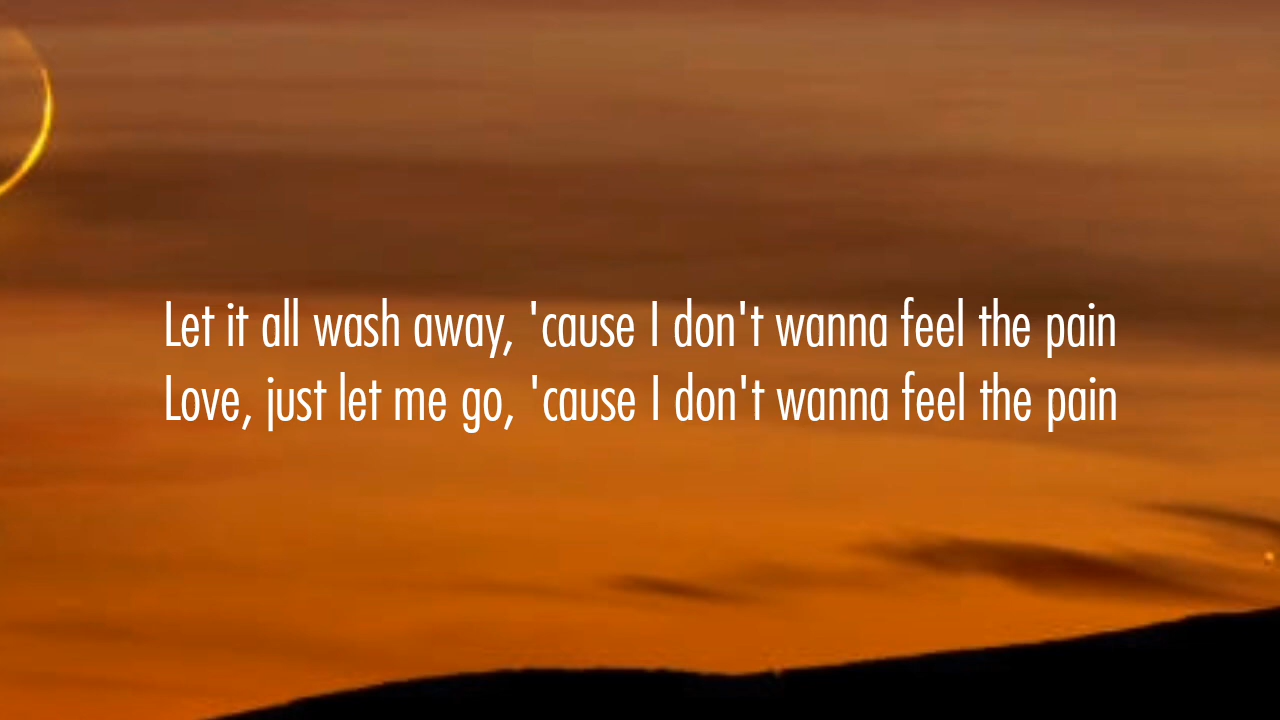 Let it all wash away, 'cause I don't wanna feel the pain
Love, just let me go, 'cause I don't wanna feel the pain